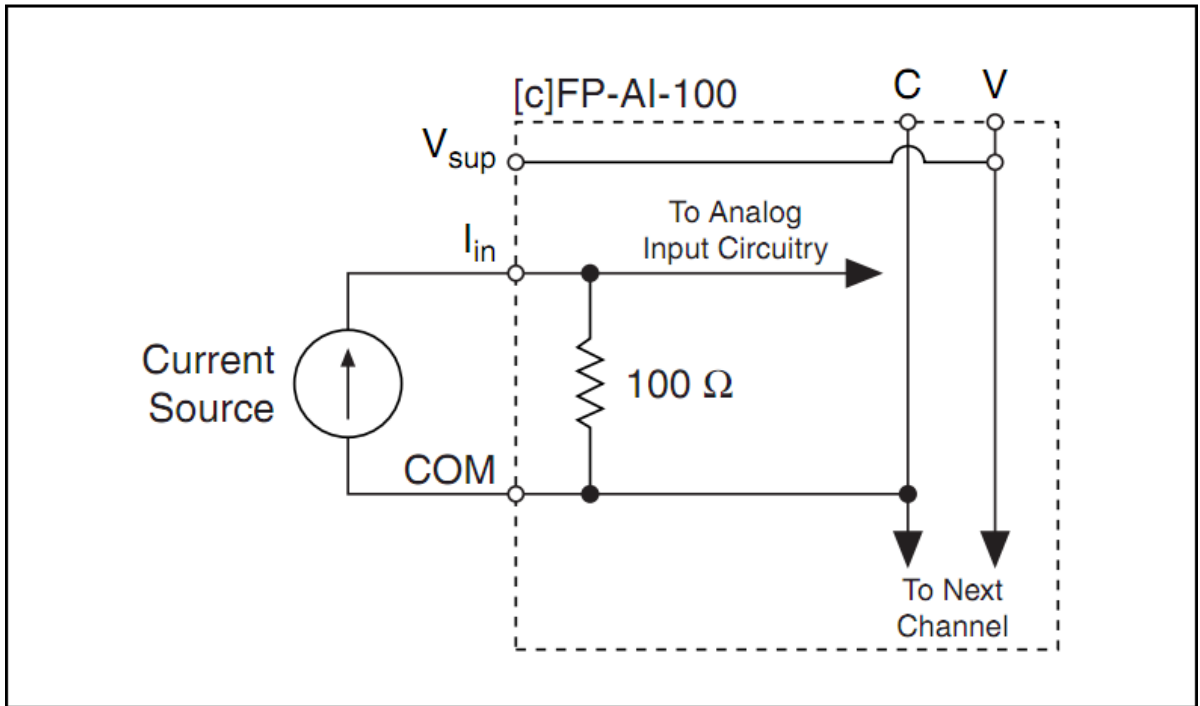 [c]FP-AI-100
C
V
Vsup
Iin
To Analog
Input Circuitry
Current
Source
100 Ω
COM
To Next
Channel